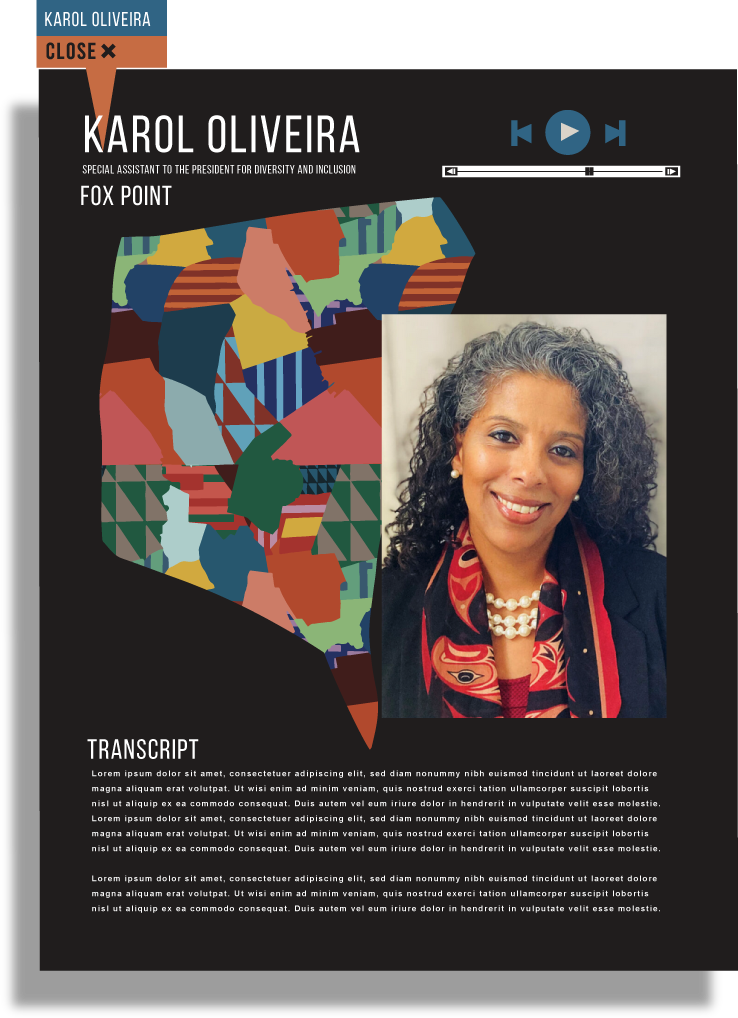 KAROL OLIVEIRA
CLOSE ✖
KAROL OLIVEIRA
SPECIAL ASSISTANT TO THE PRESIDENT FOR DIVERSITY AND INCLUSION
FOX POINT
TRANSCRIPT
Lorem ipsum dolor sit amet, consectetuer adipiscing elit, sed diam nonummy nibh euismod tincidunt ut laoreet dolore
magna aliquam erat volutpat. Ut wisi enim ad minim veniam, quis nostrud exerci tation ullamcorper suscipit lobortis
nisl ut aliquip ex ea commodo consequat. Duis autem vel eum iriure dolor in hendrerit in vulputate velit esse molestie.
Lorem ipsum dolor sit amet, consectetuer adipiscing elit, sed diam nonummy nibh euismod tincidunt ut laoreet dolore
magna aliquam erat volutpat. Ut wisi enim ad minim veniam, quis nostrud exerci tation ullamcorper suscipit lobortis
nisl ut aliquip ex ea commodo consequat. Duis autem vel eum iriure dolor in hendrerit in vulputate velit esse molestie.
Lorem ipsum dolor sit amet, consectetuer adipiscing elit, sed diam nonummy nibh euismod tincidunt ut laoreet dolore
magna aliquam erat volutpat. Ut wisi enim ad minim veniam, quis nostrud exerci tation ullamcorper suscipit lobortis
nisl ut aliquip ex ea commodo consequat. Duis autem vel eum iriure dolor in hendrerit in vulputate velit esse molestie.